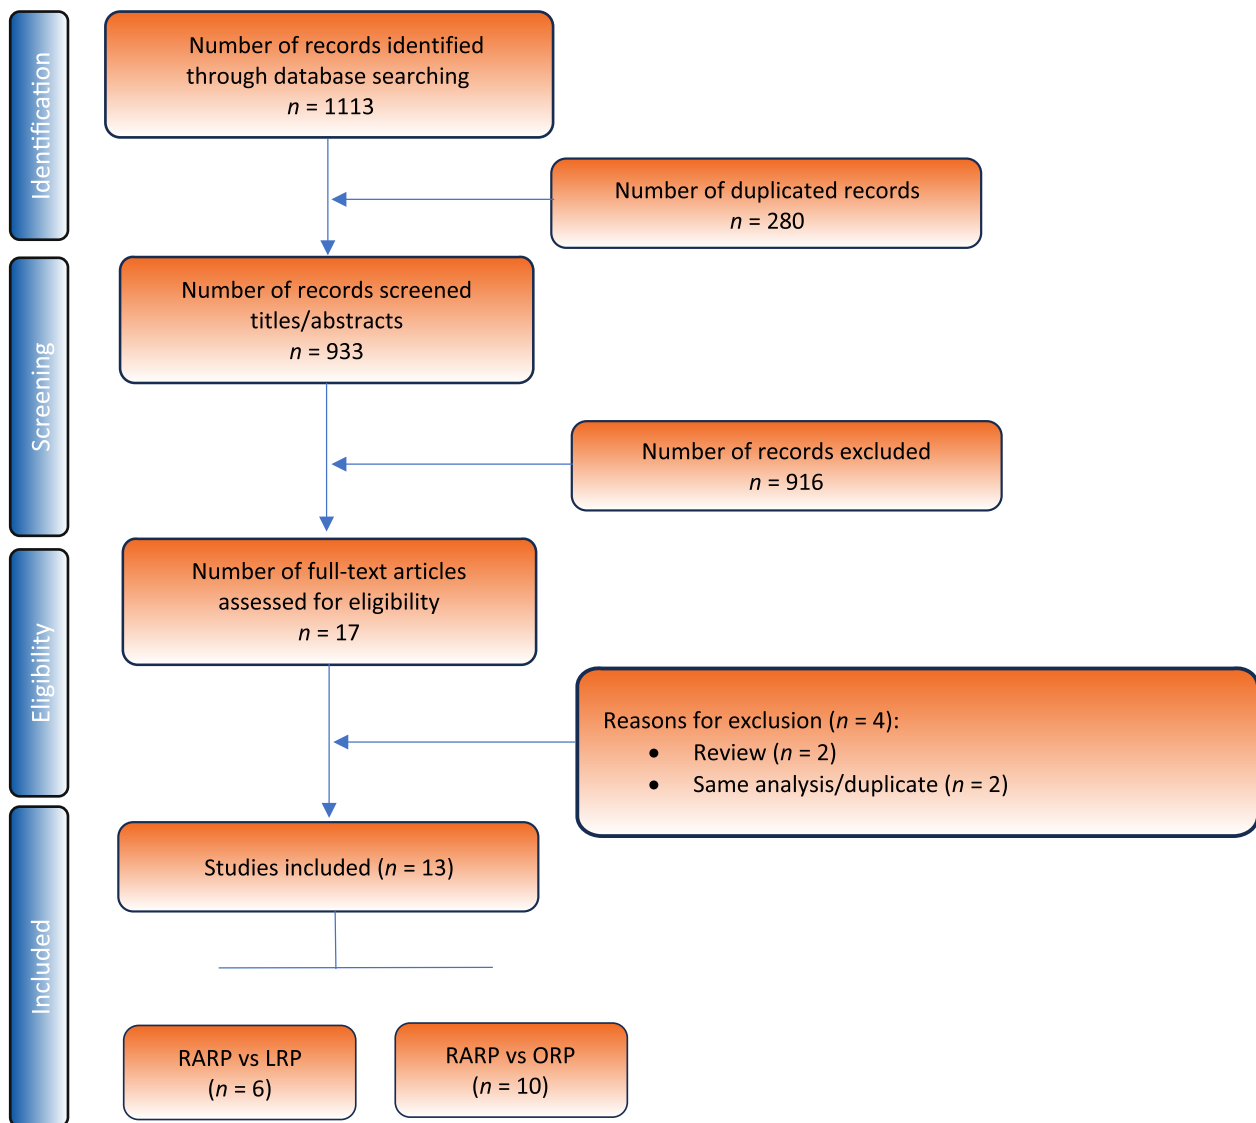 Identification
Number of records identified
through database searching
n = 1113
Number of duplicated records
n = 280
Screening
Number of records screened
titles/abstracts
n = 933
Number of records excluded
n = 916
Eligibility
Number of full-text articles
assessed for eligibility
n = 17
Reasons for exclusion (n = 4):
• Review (n = 2)
• Same analysis/duplicate (n = 2)
Included
Studies included (n = 13)
RARP vs LRP
(n = 6)
RARP vs ORP
(n = 10)